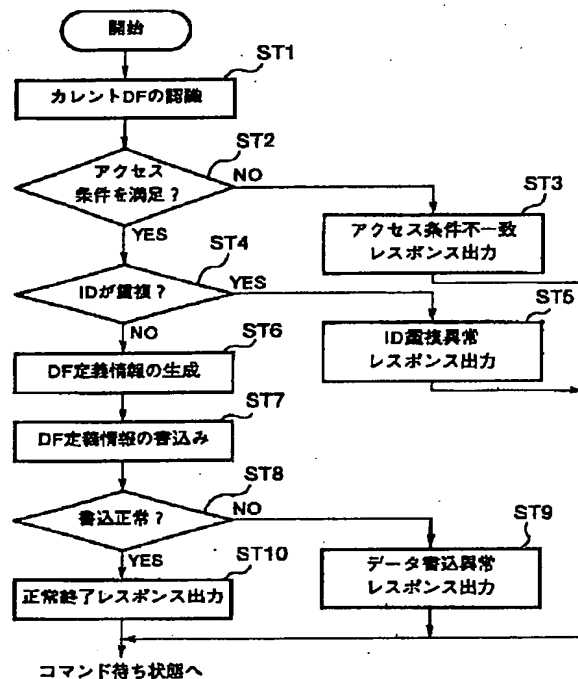 開始
ST1
カレントDFの認識
ST2
アクセス
条件を満足?
NO
YES
ST3
アクセス条件不一致
レスポンス出力
ST4
IDが重複?
YES
NO
ST5
ID重複異常
レスポンス出力
ST6
DF定義情報の生成
ST7
DF定義情報の書込み
ST8
書込正常?
NO
YES
ST9
データ書込異常
レスポンス出力
ST10
正常終了レスポンス出力
コマンド待ち状態へ